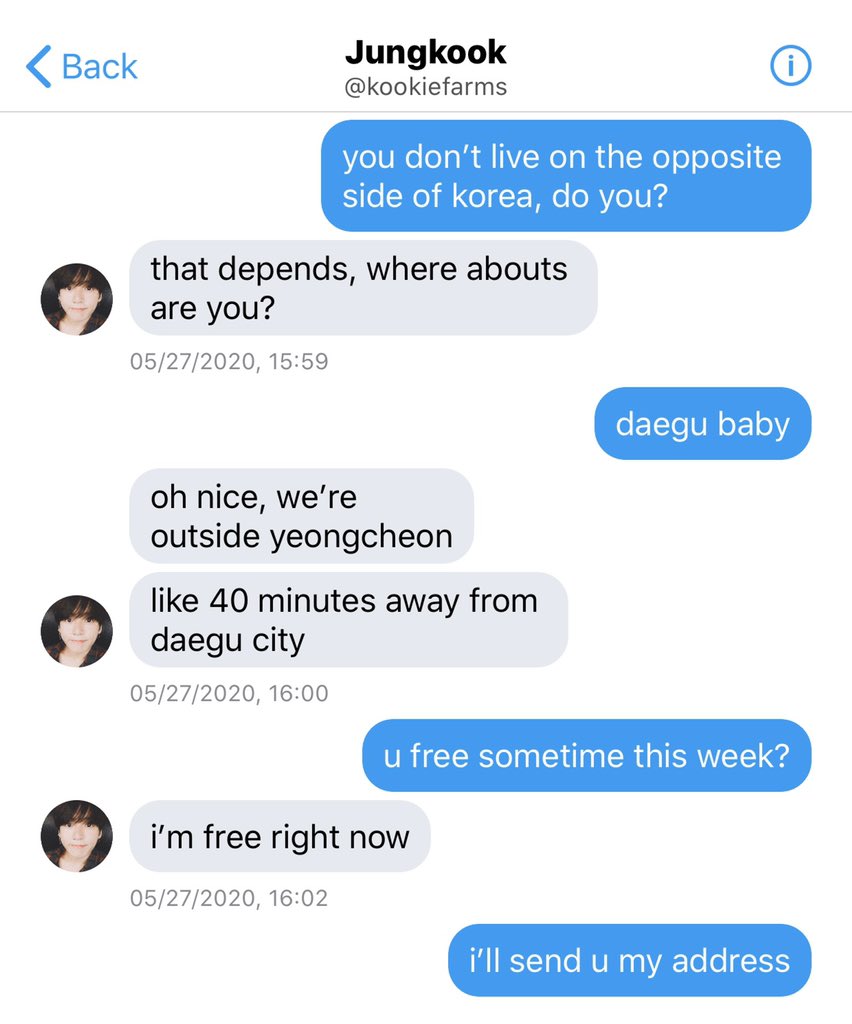 Back
Jungkook
@kookiefarms
you don’t live on the opposite
side of korea, do you?
that depends, where abouts
are you?
05/27/2020, 15:59
daegu baby
oh nice, we’re
outside yeongcheon
like 40 minutes away from
daegu city
05/27/2020, 16:00
u free sometime this week?
i’m free right now
05/27/2020, 16:02
i’ll send u my address